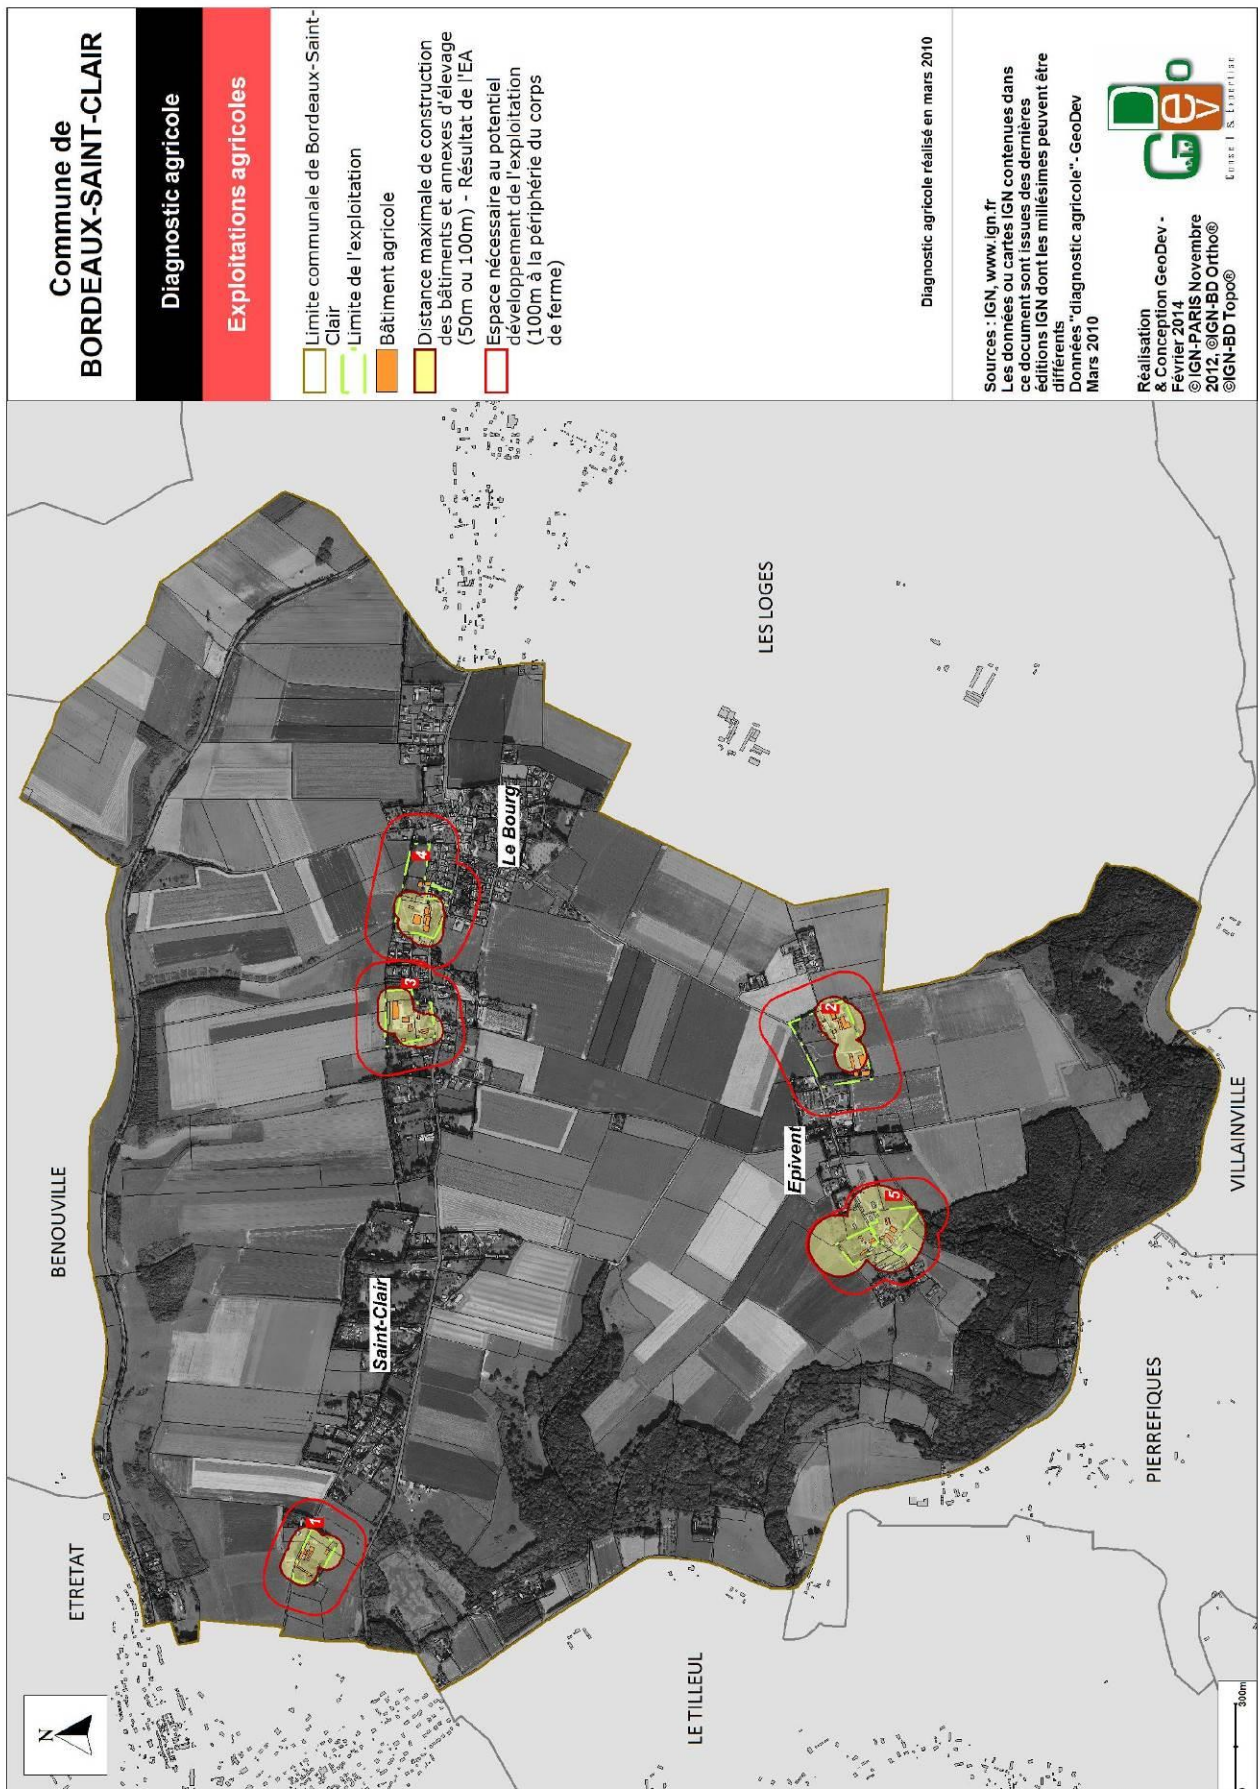 Commune de
BORDEAUX-SAINT-CLAIR
Diagnostic agricole
Exploitations agricoles
Limite communale de Bordeaux-Saint-
Clair
Limite de l'exploitation
Bâtiment agricole
Distance maximale de construction
des bâtiments et annexes d'élevage
(50m ou 100m) - Résultat de l'EA
Espace nécessaire au potentiel
développement de l'exploitation
(100m à la périphérie du corps
de ferme)
Diagnostic agricole réalisé en mars 2010
Sources : IGN, www.ign.fr
Les données ou cartes IGN contenues dans
ce document sont issues des dernières
éditions IGN dont les millésimes peuvent être
différents
Données "diagnostic agricole" - GeoDev
Mars 2010
Réalisation
& Conception GeoDev -
Février 2014
© IGN-PARIS Novembre
2012, ©IGN-BD Ortho®
©IGN-BD Topo®
GeoDev
Conseil & Expertise
N
ETRETAT
BENOUVILLE
LES LOGES
LE TILLEUL
PIERREFIQUES
VILLAINVILLE
Saint-Clair
Le Bourg
Epivent
1
3
4
2
5
300m